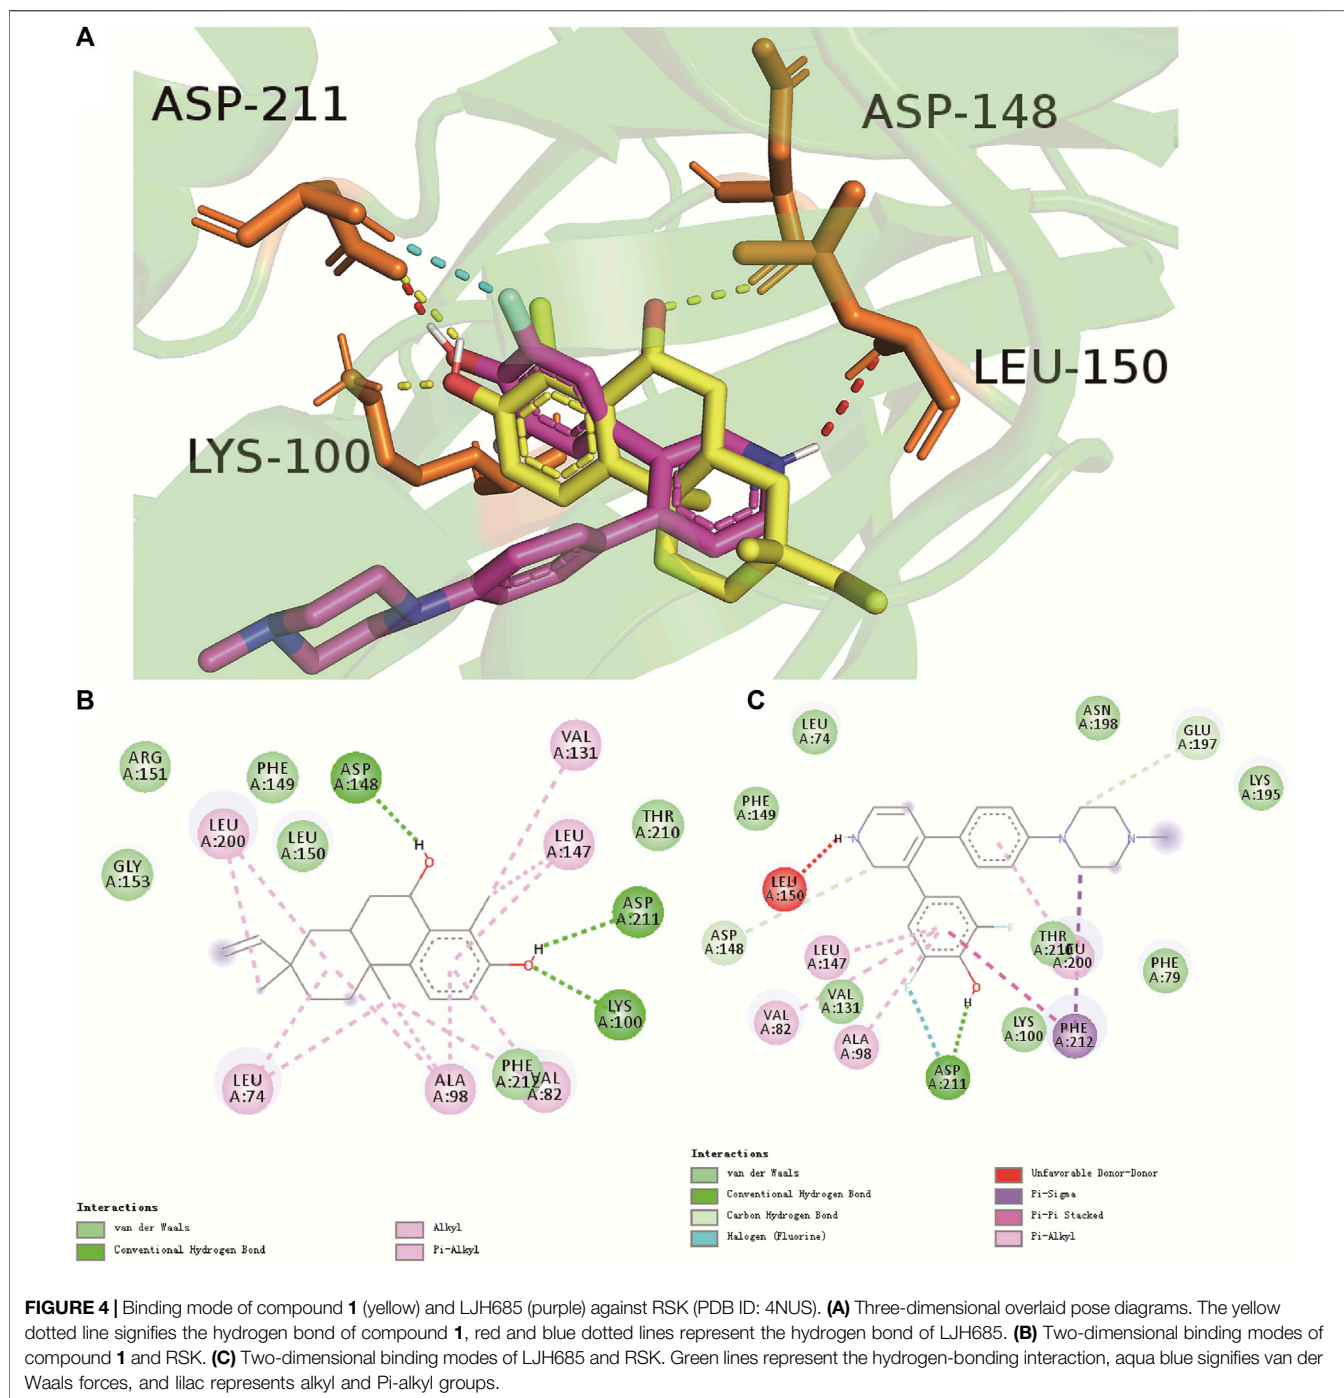 A
ASP-211
ASP-148
LEU-150
LYS-100
B
VAL
A:131
ARG
A:151
PHE
A:149
ASP
A:148
LEU
A:200
LEU
A:150
THR
A:210
LEU
A:147
GLY
A:153
H
O
ASP
A:211
H
O
LYS
A:100
LEU
A:74
ALA
A:98
PHE
A:212
VAL
A:82
Interactions
van der Waals
Conventional Hydrogen Bond
Alkyl
Pi-Alkyl
C
LEU
A:74
ASN
A:198
GLU
A:197
LYS
A:195
PHE
A:149
H
N
N
N
LEU
A:150
ASP
A:148
F
LEU
A:147
THR
A:210
LEU
A:200
PHE
A:79
VAL
A:131
F
O
H
VAL
A:82
ALA
A:98
LYS
A:100
PHE
A:212
ASP
A:211
Interactions
van der Waals
Conventional Hydrogen Bond
Carbon Hydrogen Bond
Halogen (Fluorine)
Unfavorable Donor-Donor
Pi-Sigma
Pi-Pi Stacked
Pi-Alkyl
FIGURE 4 | Binding mode of compound 1 (yellow) and LJH685 (purple) against RSK (PDB ID: 4NUS). (A) Three-dimensional overlaid pose diagrams. The yellow
dotted line signifies the hydrogen bond of compound 1, red and blue dotted lines represent the hydrogen bond of LJH685. (B) Two-dimensional binding modes of
compound 1 and RSK. (C) Two-dimensional binding modes of LJH685 and RSK. Green lines represent the hydrogen-bonding interaction, aqua blue signifies van der
Waals forces, and lilac represents alkyl and Pi-alkyl groups.